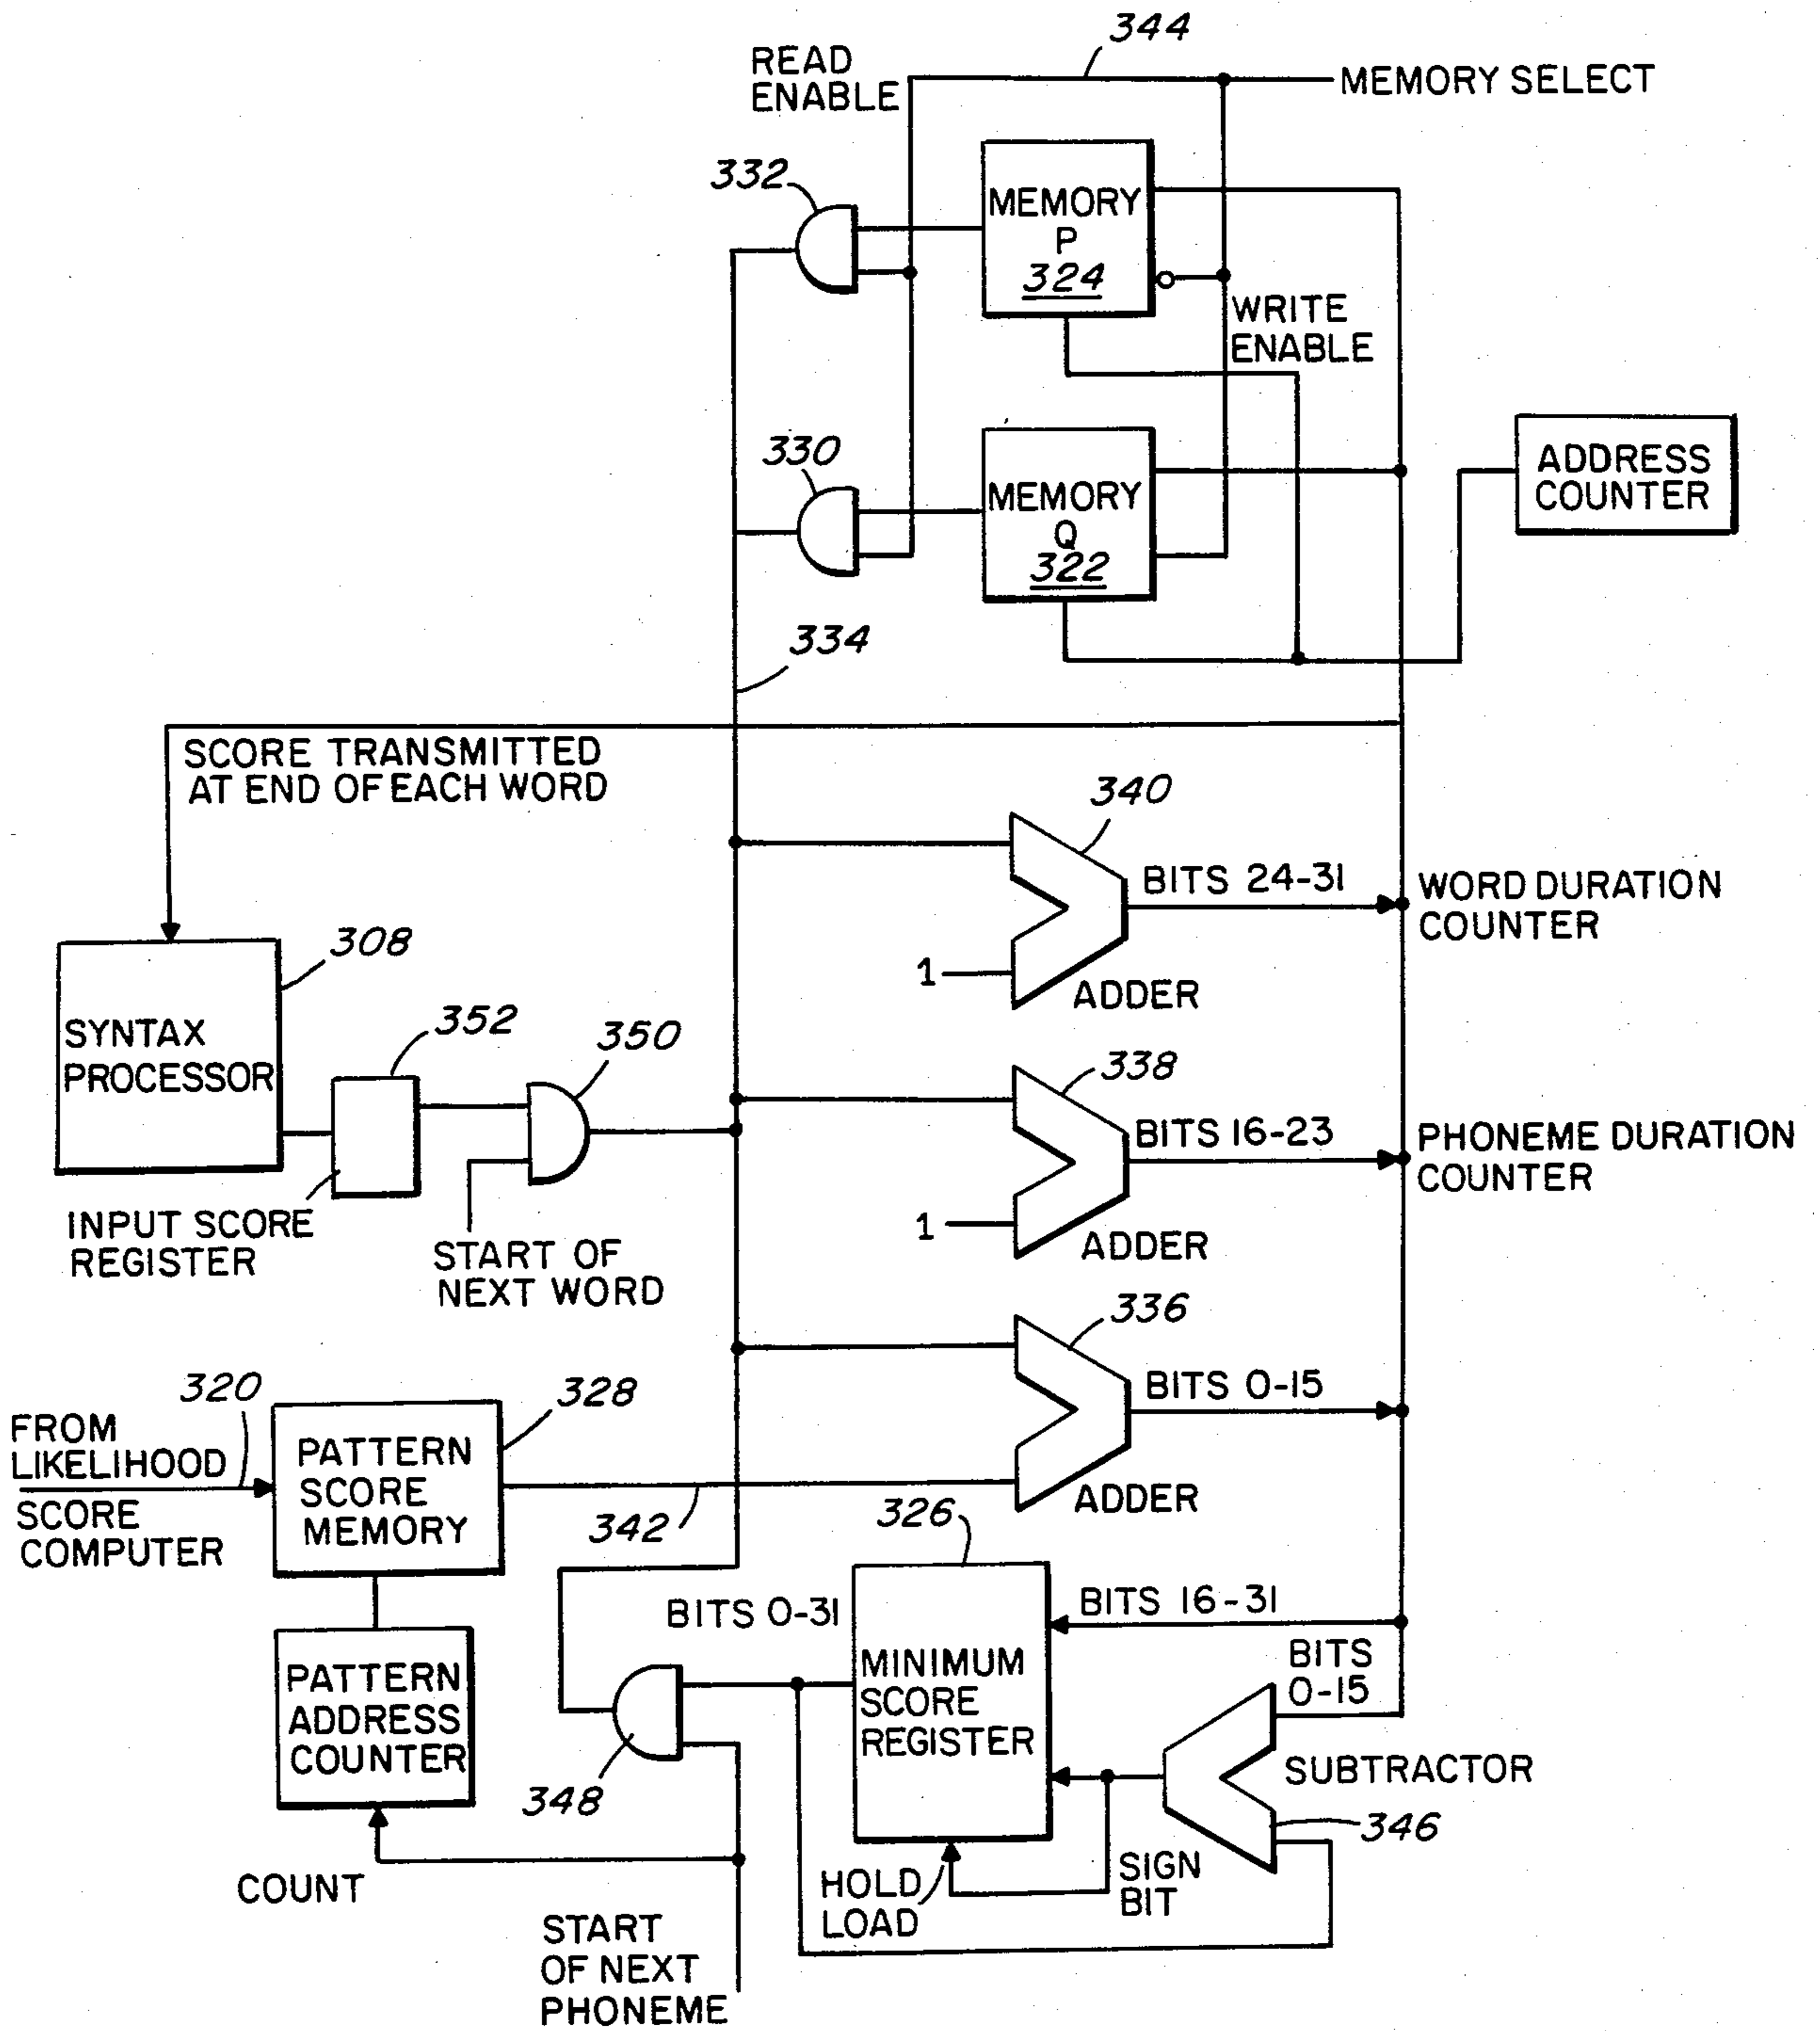 344
READ
ENABLE
MEMORY SELECT
332
MEMORY
P
324
WRITE
ENABLE
330
MEMORY
Q
322
ADDRESS
COUNTER
334
SCORE TRANSMITTED
AT END OF EACH WORD
340
BITS 24-31
WORD DURATION
COUNTER
1
ADDER
308
SYNTAX
PROCESSOR
352
350
338
BITS 16-23
PHONEME DURATION
COUNTER
INPUT SCORE
REGISTER
START OF
NEXT WORD
1
ADDER
336
BITS 0-15
320
328
FROM
LIKELIHOOD
SCORE
COMPUTER
PATTERN
SCORE
MEMORY
342
ADDER
326
BITS 0-31
BITS 16-31
BITS
0-15
PATTERN
ADDRESS
COUNTER
MINIMUM
SCORE
REGISTER
SUBTRACTOR
348
346
COUNT
HOLD
LOAD
SIGN
BIT
START
OF NEXT
PHONEME